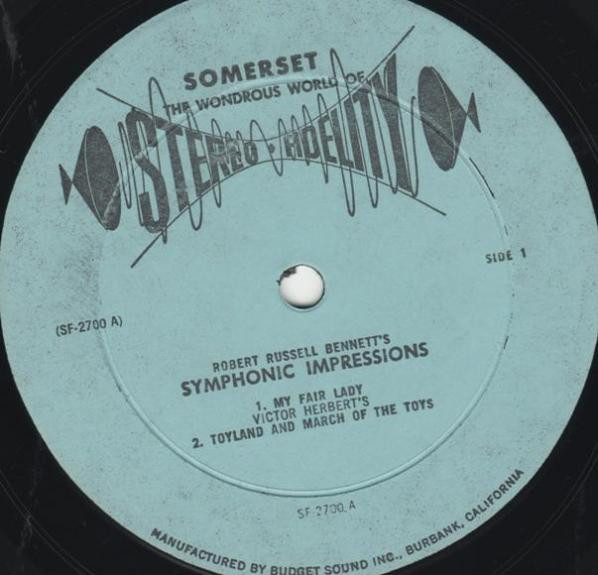 SOMERSET
THE WONDROUS WORLD OF
STEREO - FIDELITY
SIDE 1
(SF-2700 A)
ROBERT RUSSELL BENNETT'S
SYMPHONIC IMPRESSIONS
1. MY FAIR LADY
VICTOR HERBERT'S
2. TOYLAND AND MARCH OF THE TOYS
SF-2700 A
MANUFACTURED BY BUDGET SOUND INC., BURBANK, CALIFORNIA